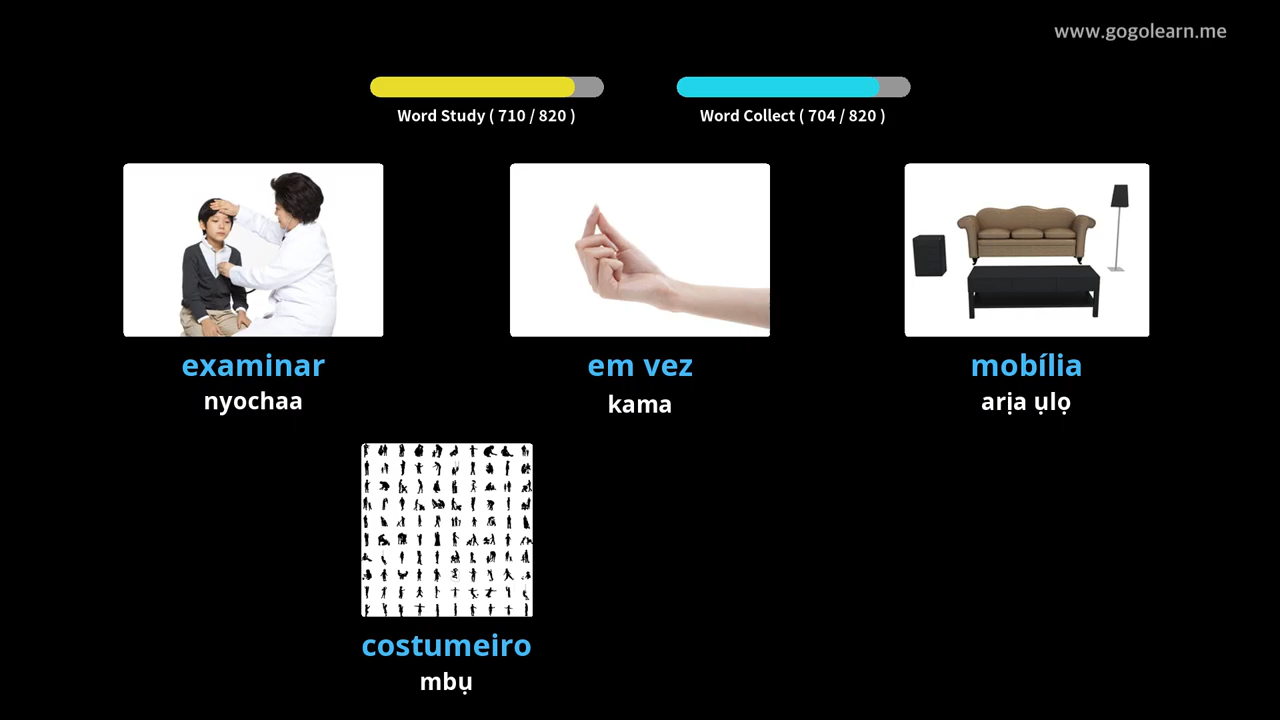 www.gogolearn.me
Word Study ( 710 / 820 )
Word Collect ( 704 / 820 )
examinar
nyochaa
em vez
kama
mobília
arịa ụlọ
costumeiro
mbụ